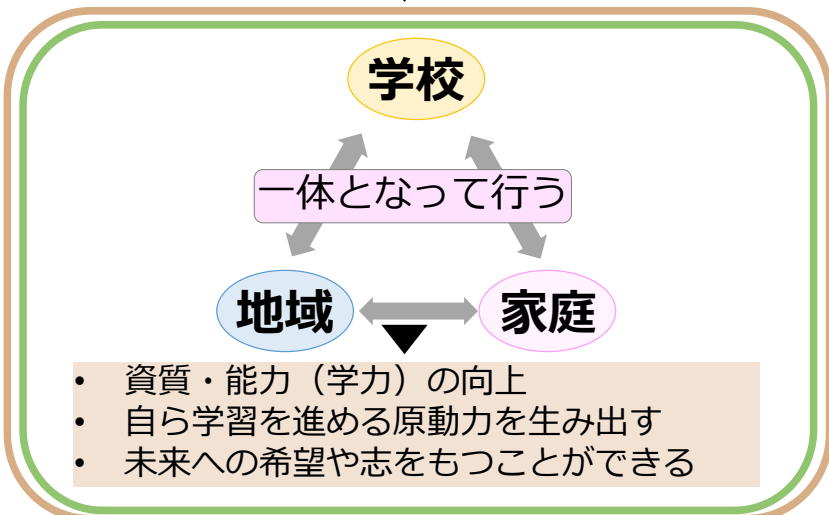 学校
一体となって行う
地域
家庭
• 資質・能力（学力）の向上
• 自ら学習を進める原動力を生み出す
• 未来への希望や志をもつことができる